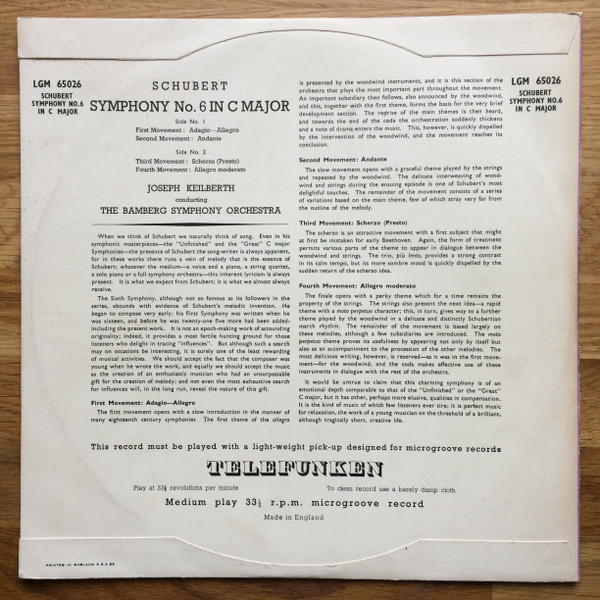 LGM 65026
SCHUBERT
SYMPHONY NO.6
IN C MAJOR
SCHUBERT
SYMPHONY No. 6 IN C MAJOR
Side No. 1
First Movement: Adagio—Allegro
Second Movement: Andante
Side No. 2
Third Movement: Scherzo (Presto)
Fourth Movement: Allegro moderato
JOSEPH KEILBERTH
conducting
THE BAMBERG SYMPHONY ORCHESTRA
When we think of Schubert we naturally think of song. Even in his
symphonic masterpieces—the "Unfinished" and the "Great" C major
Symphonies—the presence of Schubert the song-writer is always apparent,
for in these works there runs a vein of melody that is the essence of
Schubert; whatever the medium—a voice and a piano, a string quartet,
a solo piano or a full symphony orchestra—this inherent lyricism is always
present. It is what we expect from Schubert; it is what we almost always
receive.
The Sixth Symphony, although not so famous as its followers in the
series, abounds with evidence of Schubert's melodic invention. He
began to compose very early; his First Symphony was written when he
was sixteen, and before he was twenty-one five more had been added—
including the present work. It is not an epoch-making work of astounding
originality; indeed, it provides a most fertile hunting ground for those
listeners who delight in tracing "influences". But although such a search
may on occasions be interesting, it is surely one of the least rewarding
of musical activities. We should accept the fact that the composer was
young when he wrote the work, and equally we should accept the music
as the creation of an enthusiastic musician who had an unsurpassable
gift for the creation of melody; and not even the most exhaustive search
for influences will, in the long run, reveal the nature of this gift.
First Movement: Adagio—Allegro
The first movement opens with a slow introduction in the manner of
many eighteenth century symphonies The first theme of the allegro
is presented by the woodwind instruments, and it is this section of the
orchestra that plays the most important part throughout the movement.
An important subsidiary then follows, also announced by the woodwind,
and this, together with the first theme, forms the basis for the very brief
development section. The reprise of the main themes is then heard,
and towards the end of the coda the orchestration suddenly thickens
and a note of drama enters the music. This, however, is quickly dispelled
by the intervention of the woodwind, and the movement reaches its
conclusion.
Second Movement: Andante
The slow movement opens with a graceful theme played by the strings
and repeated by the woodwind. The delicate interweaving of wood-
wind and strings during the ensuing episode is one of Schubert's most
delightful touches. The remainder of the movement consists of a series
of variations based on the main theme, few of which stray very far from
the outline of the melody.
Third Movement: Scherzo (Presto)
The scherzo is an attractive movement with a first subject that might
at first be mistaken for early Beethoven. Again, the form of treatment
permits various parts of the theme to appear in dialogue between the
woodwind and strings. The trio, più lento, provides a strong contrast
in its calm tempo, but its more sombre mood is quickly dispelled by the
sudden return of the scherzo idea.
Fourth Movement: Allegro moderato
The finale opens with a perky theme which for a time remains the
property of the strings. The strings also present the next idea—a rapid
theme with a moto perpetuo character; this, in turn, gives way to a further
theme played by the woodwind in a delicate and distinctly Schubertian
march rhythm. The remainder of the movement is based largely on
these melodies, although a few subsidiaries are introduced. The moto
perpetuo theme proves its usefulness by appearing not only by itself but
also as an accompaniment to the procession of the other melodies. The
most delicious writing, however, is reserved—as it was in the first move-
ment—for the woodwind, and the coda makes effective use of these
instruments in dialogue with the rest of the orchestra.
It would be untrue to claim that this charming symphony is of an
emotional depth comparable to that of the "Unfinished" or the "Great"
C major, but it has other, perhaps more elusive, qualities in compensation.
It is the kind of music of which few listeners ever tire; it is perfect music
for relaxation, the work of a young musician on the threshold of a brilliant,
although tragically short, creative life.
LGM 65026
SCHUBERT
SYMPHONY NO.6
IN C MAJOR
This record must be played with a light-weight pick-up designed for microgroove records
TELEFUNKEN
Play at 33⅓ revolutions per minute To clean record use a barely damp cloth
Medium play 33⅓ r.p.m. microgroove record
Made in England
PRINTED IN ENGLAND